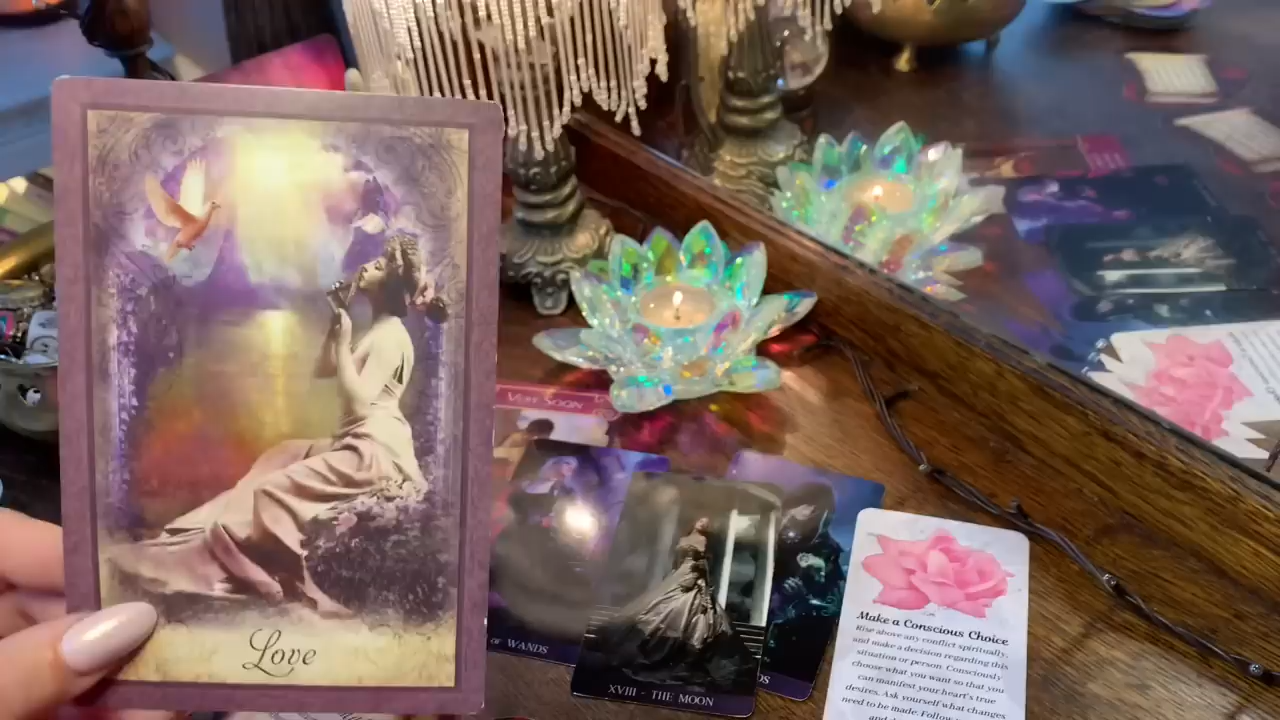 Love
Very Soon
OF WANDS
XVIII - THE MOON
DS
Make a Conscious Choice
Rise above any conflict spiritually,
and make a decision regarding this
situation or person. Consciously
choose what you want so that you
can manifest your heart's true
desires. Ask yourself what changes
need to be made. Follow